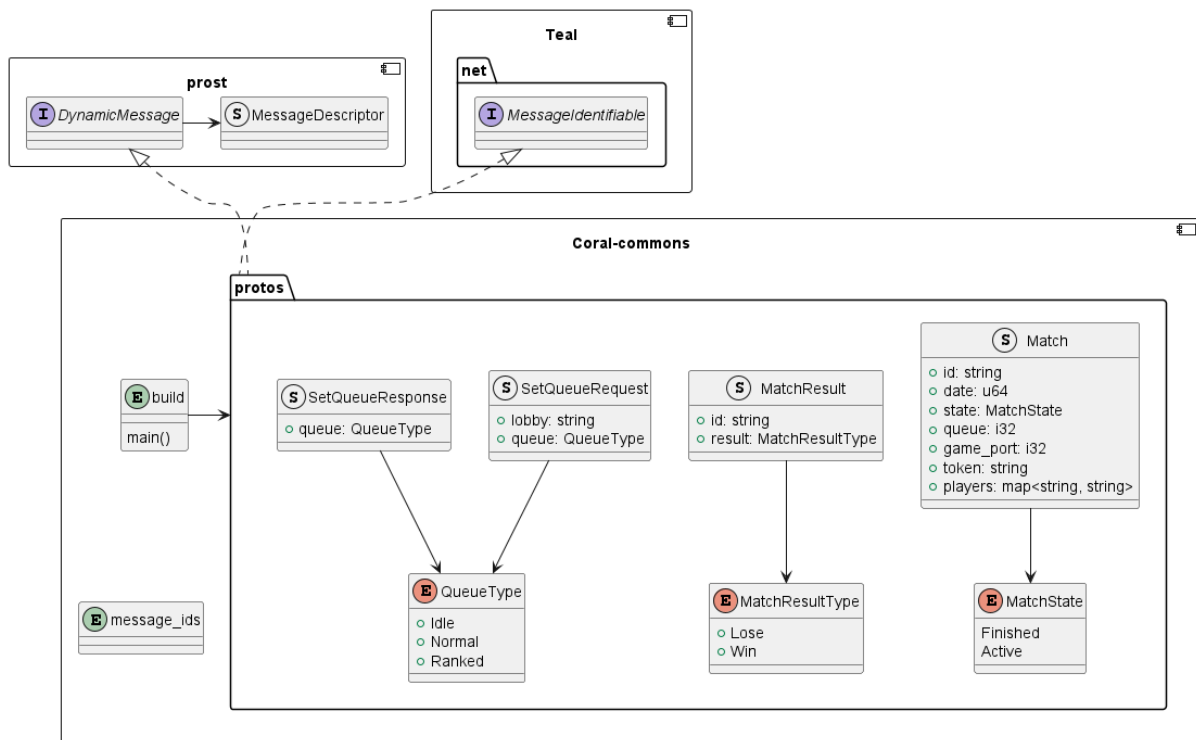 Teal
net
I MessageIdentifiable
prost
I DynamicMessage
S MessageDescriptor
Coral-commons
protos
E build
main()
S SetQueueResponse
queue: QueueType
S SetQueueRequest
lobby: string
queue: QueueType
S MatchResult
id: string
result: MatchResultType
S Match
id: string
date: u64
state: MatchState
queue: i32
game_port: i32
token: string
players: map<string, string>
E message_ids
E QueueType
Idle
Normal
Ranked
E MatchResultType
Lose
Win
E MatchState
Finished
Active